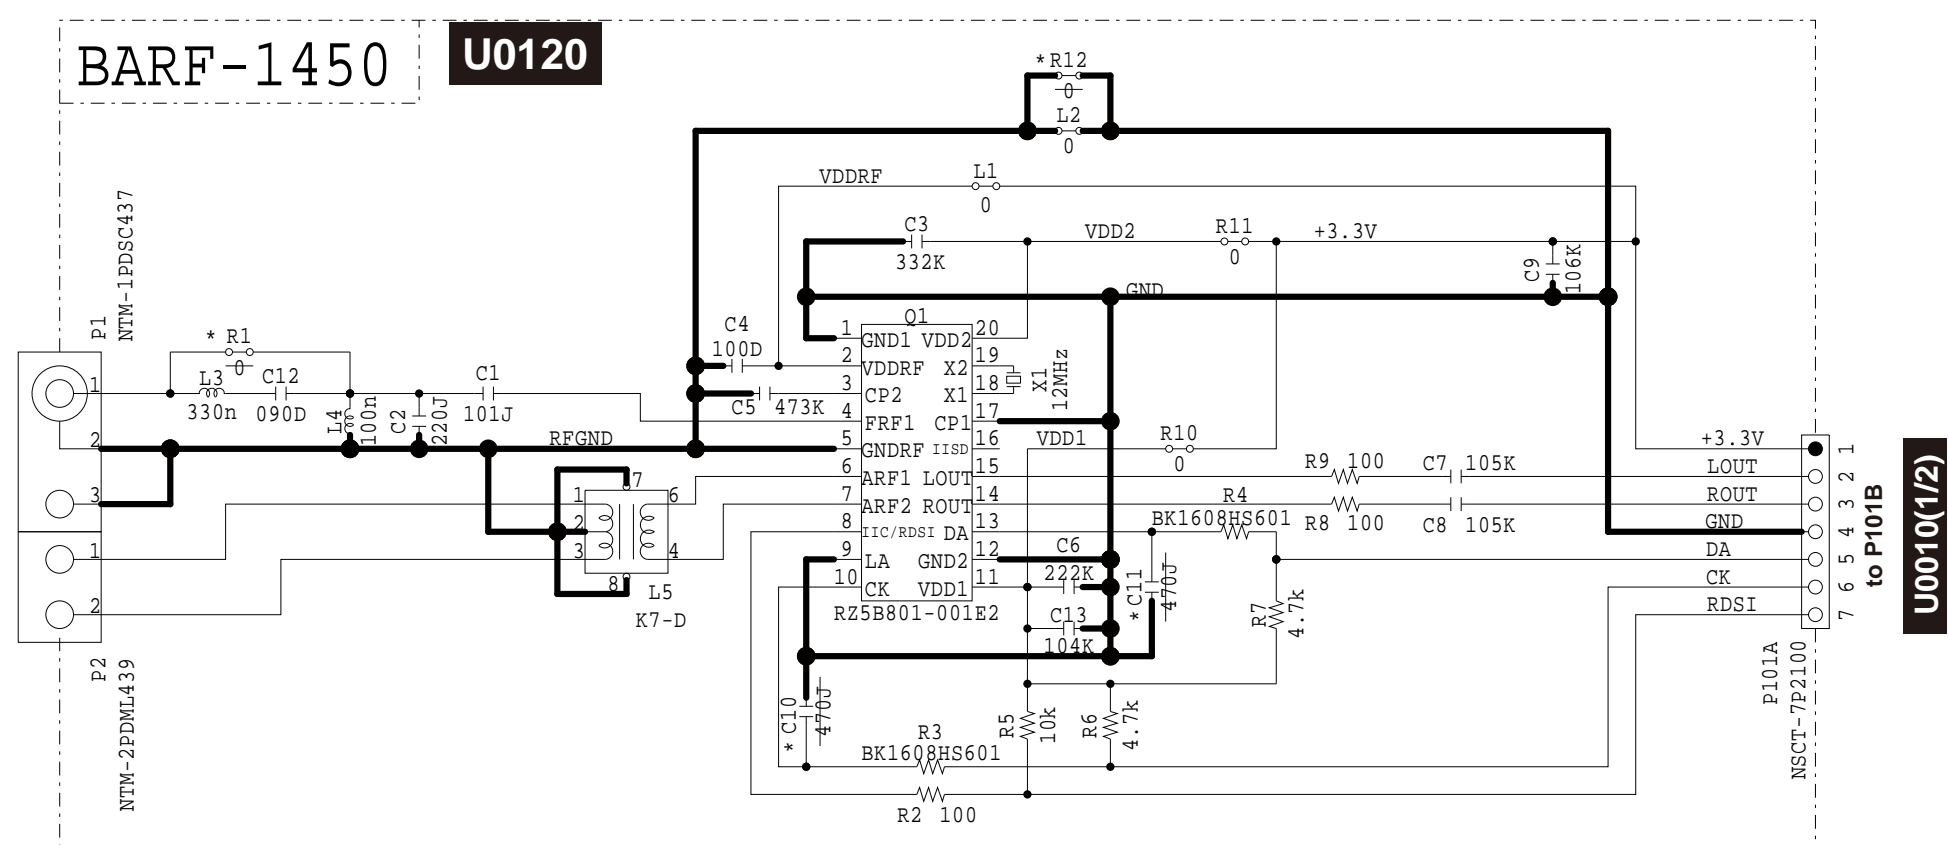 BARF-1450
U0120
* R12
0
L2
0
VDDRF
L1
0
C3
332K
VDD2
R11
0
+3.3V
C9
106K
GND
P1
NTM-1PDSC437
* R1
0
L3
330n
C12
090D
L4
100n
C2
220J
C1
101J
C4
100D
C5
473K
RFGND
Q1
1
GND1
VDD2
20
2
VDDRF
X2
19
3
CP2
X1
18
4
FRF1
CP1
17
5
GNDRF
IISD
16
6
ARF1
LOUT
15
7
ARF2
ROUT
14
8
IIC/RDSI
DA
13
9
LA
GND2
12
10
CK
VDD1
11
RZ5B801-001E2
X1
12MHz
VDD1
R10
0
R9 100
C7 105K
R4
BK1608HS601
R8 100
C8 105K
C6
222K
C13
104K
* C11
470J
R7
4.7k
1
2
3
1
2
P2
NTM-2PDML439
1
2
3
7
8
6
4
L5
K7-D
* C10
470J
R3
BK1608HS601
R2 100
R5
10k
R6
4.7k
+3.3V
1
LOUT
2
ROUT
3
GND
4
DA
5
CK
6
RDSI
7
P101A
NSCT-7P2100
to P101B
U0010(1/2)